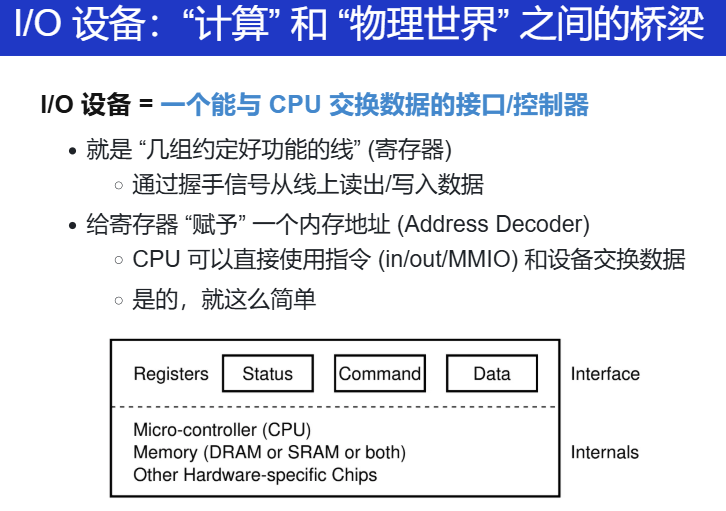 I/O 设备：“计算” 和 “物理世界” 之间的桥梁
I/O 设备 = 一个能与 CPU 交换数据的接口/控制器
就是 “几组约定好功能的线” (寄存器)
通过握手信号从线上读出/写入数据
给寄存器 “赋予” 一个内存地址 (Address Decoder)
CPU 可以直接使用指令 (in/out/MMIO) 和设备交换数据
是的，就这么简单
Registers Status Command Data Interface
Micro-controller (CPU)
Memory (DRAM or SRAM or both) Internals
Other Hardware-specific Chips